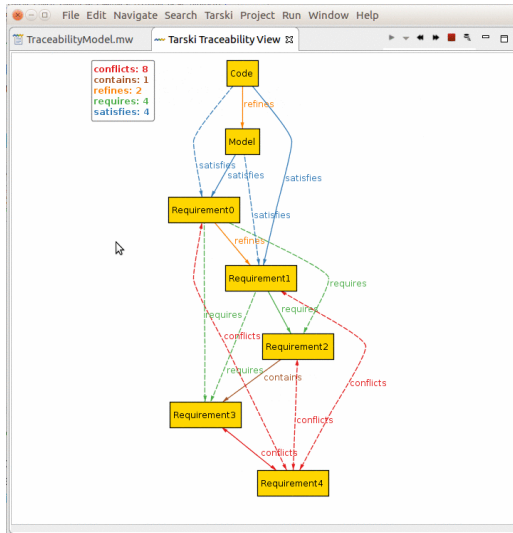 File Edit Navigate Search Tarski Project Run Window Help
TraceabilityModel.mw
Tarski Traceability View
conflicts: 8
contains: 1
refines: 2
requires: 4
satisfies: 4
Code
refines
Model
satisfies
satisfies
satisfies
satisfies
Requirement0
refines
Requirement1
requires
requires
requires
conflicts
Requirement2
requires
contains
conflicts
Requirement3
conflicts
conflicts
Requirement4